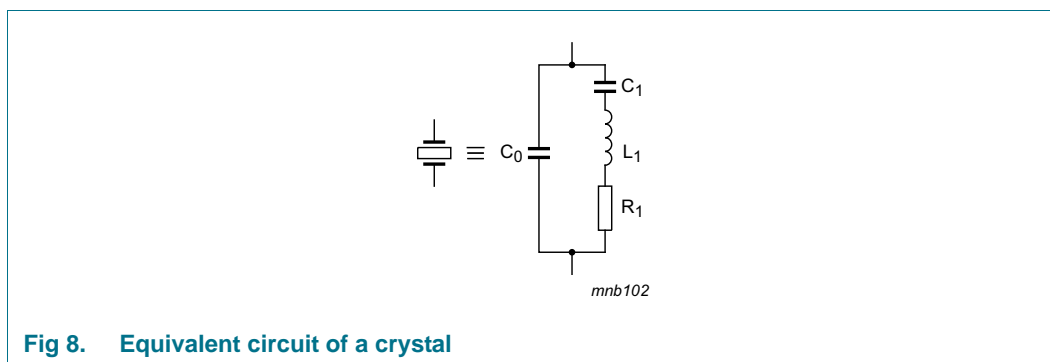 C1
C0
L1
R1
mnb102
Fig 8. Equivalent circuit of a crystal